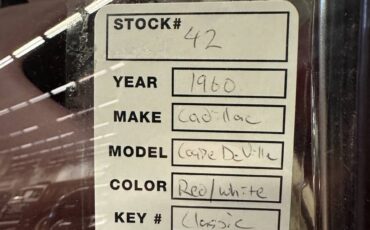 STOCK# 42
YEAR 1960
MAKE Cadillac
MODEL Coupe DeVille
COLOR Red/white
KEY # Classic